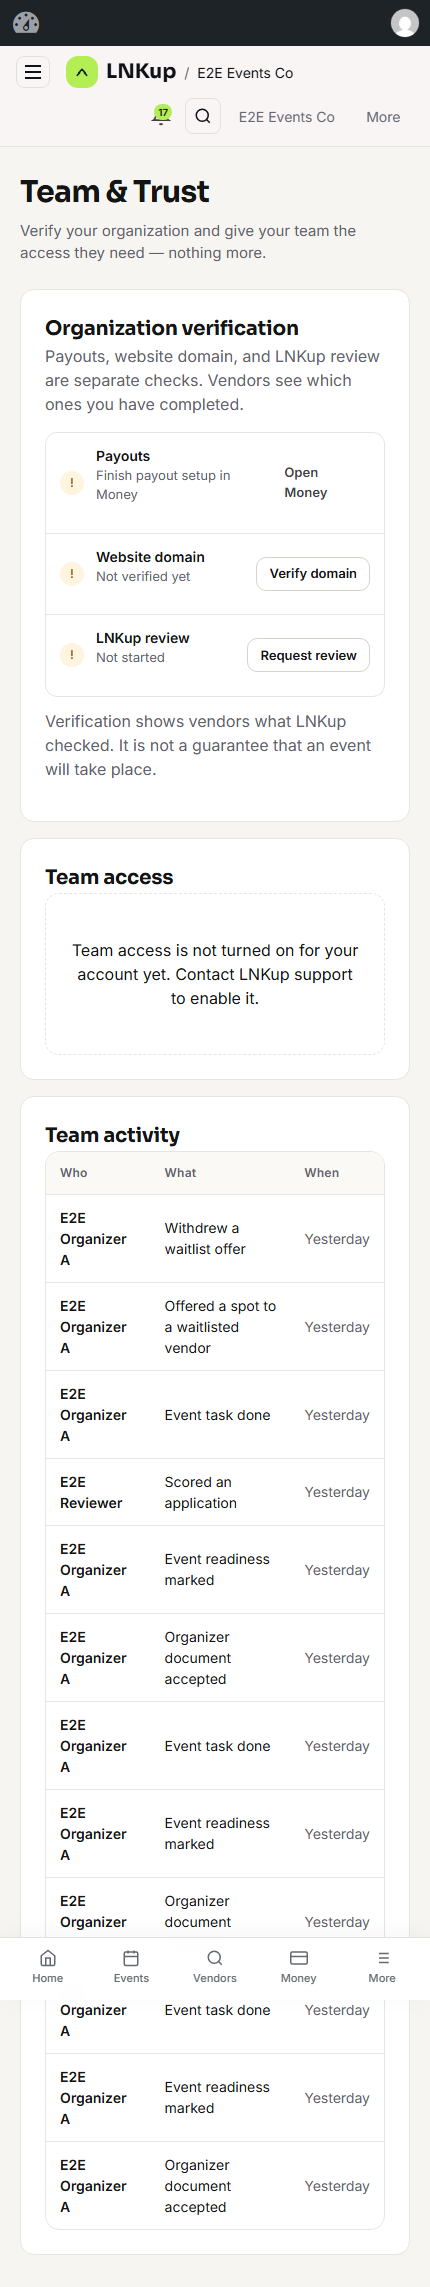 LNKup / E2E Events Co
17
E2E Events Co
More
Team & Trust
Verify your organization and give your team the
access they need — nothing more.
Organization verification
Payouts, website domain, and LNKup review
are separate checks. Vendors see which
ones you have completed.
!
Payouts
Finish payout setup in
Money
Open
Money
!
Website domain
Not verified yet
Verify domain
!
LNKup review
Not started
Request review
Verification shows vendors what LNKup
checked. It is not a guarantee that an event
will take place.
Team access
Team access is not turned on for your
account yet. Contact LNKup support
to enable it.
Team activity
Who What When
E2E
Organizer
A
Withdrew a
waitlist offer
Yesterday
E2E
Organizer
A
Offered a spot to
a waitlisted
vendor
Yesterday
E2E
Organizer
A
Event task done
Yesterday
E2E
Reviewer
Scored an
application
Yesterday
E2E
Organizer
A
Event readiness
marked
Yesterday
E2E
Organizer
A
Organizer
document
accepted
Yesterday
E2E
Organizer
A
Event task done
Yesterday
E2E
Organizer
A
Event readiness
marked
Yesterday
E2E
Organizer
Organizer
document
Yesterday
Home Events Vendors Money More
Organizer
A
Event task done
Yesterday
E2E
Organizer
A
Event readiness
marked
Yesterday
E2E
Organizer
A
Organizer
document
accepted
Yesterday